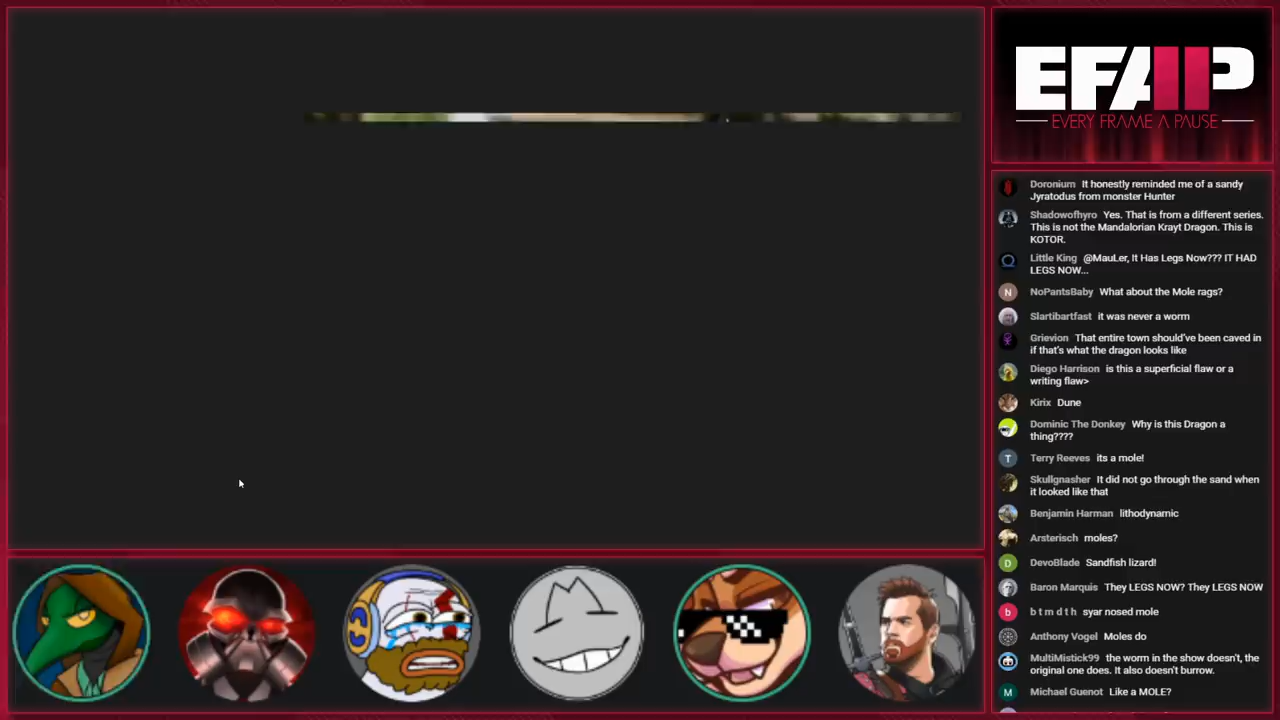 EFAP
EVERY FRAME A PAUSE
Doronium It honestly reminded me of a sandy
Jyratodus from monster Hunter
Shadowofhyro Yes. That is from a different series.
This is not the Mandalorian Krayt Dragon. This is
KOTOR.
Little King @MauLer, It Has Legs Now??? IT HAD
LEGS NOW...
N
NoPantsBaby What about the Mole rags?
Slartibartfast it was never a worm
Grievion That entire town should've been caved in
if that's what the dragon looks like
Diego Harrison is this a superficial flaw or a
writing flaw>
Kirix Dune
Dominic The Donkey Why is this Dragon a
thing????
T
Terry Reeves its a mole!
Skullgnasher It did not go through the sand when
it looked like that
Benjamin Harman lithodynamic
Arsterisch moles?
D
DevoBlade Sandfish lizard!
Baron Marquis They LEGS NOW? They LEGS NOW
b
b t m d t h syar nosed mole
Anthony Vogel Moles do
MultiMistick99 the worm in the show doesn't, the
original one does. It also doesn't burrow.
M
Michael Guenot Like a MOLE?